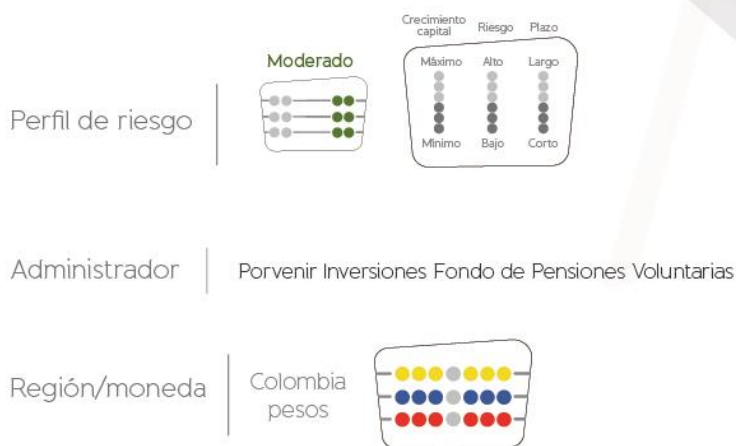 Crecimiento
capital
Riesgo
Plazo
Moderado
Máximo
Alto
Largo
Perfil de riesgo
Mínimo
Bajo
Corto
Administrador
Porvenir Inversiones Fondo de Pensiones Voluntarias
Región/moneda
Colombia
pesos